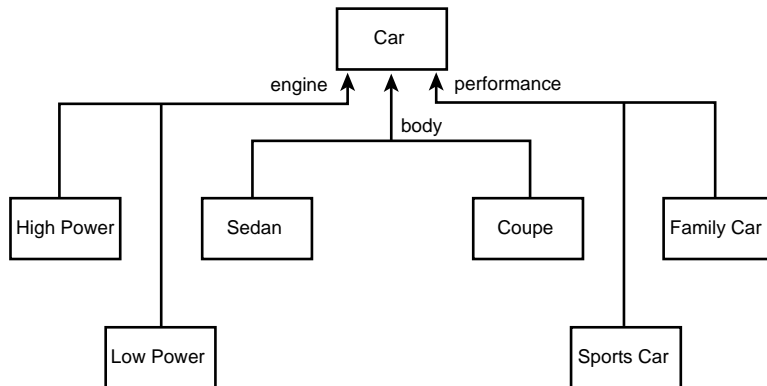 Car
engine
performance
body
High Power
Sedan
Coupe
Family Car
Low Power
Sports Car